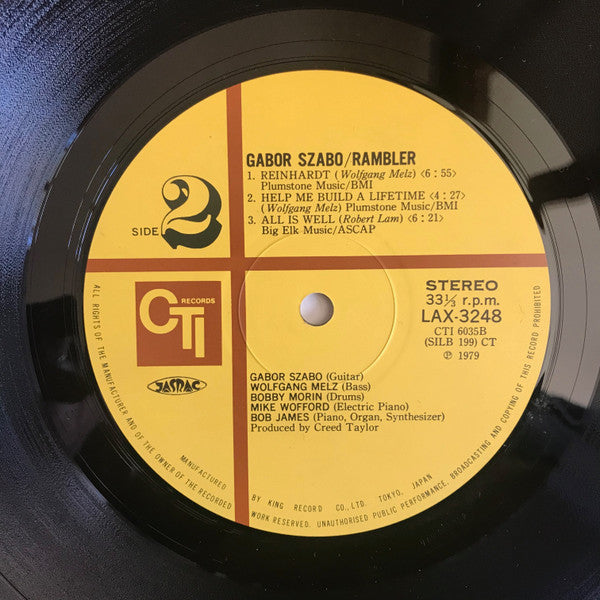 GABOR SZABO/RAMBLER
1. REINHARDT (Wolfgang Melz) <6:55>
Plumstone Music/BMI
2. HELP ME BUILD A LIFETIME <4:27>
(Wolfgang Melz) Plumstone Music/BMI
3. ALL IS WELL (Robert Lam) <6:21>
Big Elk Music/ASCAP
SIDE 2
CTI RECORDS
JASRAC
STEREO
33⅓ r.p.m.
LAX-3248
CTI 6035B
(SILB 199) CT
℗ 1979
GABOR SZABO (Guitar)
WOLFGANG MELZ (Bass)
BOBBY MORIN (Drums)
MIKE WOFFORD (Electric Piano)
BOB JAMES (Piano, Organ, Synthesizer)
Produced by Creed Taylor
MANUFACTURED BY KING RECORD CO., LTD. TOKYO, JAPAN
ALL RIGHTS OF THE MANUFACTURER AND OF THE OWNER OF THE RECORDED WORK RESERVED. UNAUTHORISED PUBLIC PERFORMANCE, BROADCASTING AND COPYING OF THIS RECORD PROHIBITED